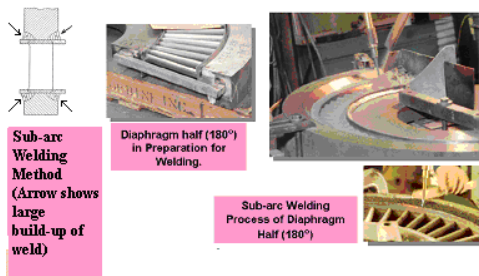 Sub-arc
Welding
Method
(Arrow shows
large
build-up of
weld)
Diaphragm half (180°)
in Preparation for
Welding.
Sub-arc Welding
Process of Diaphragm
Half (180°)